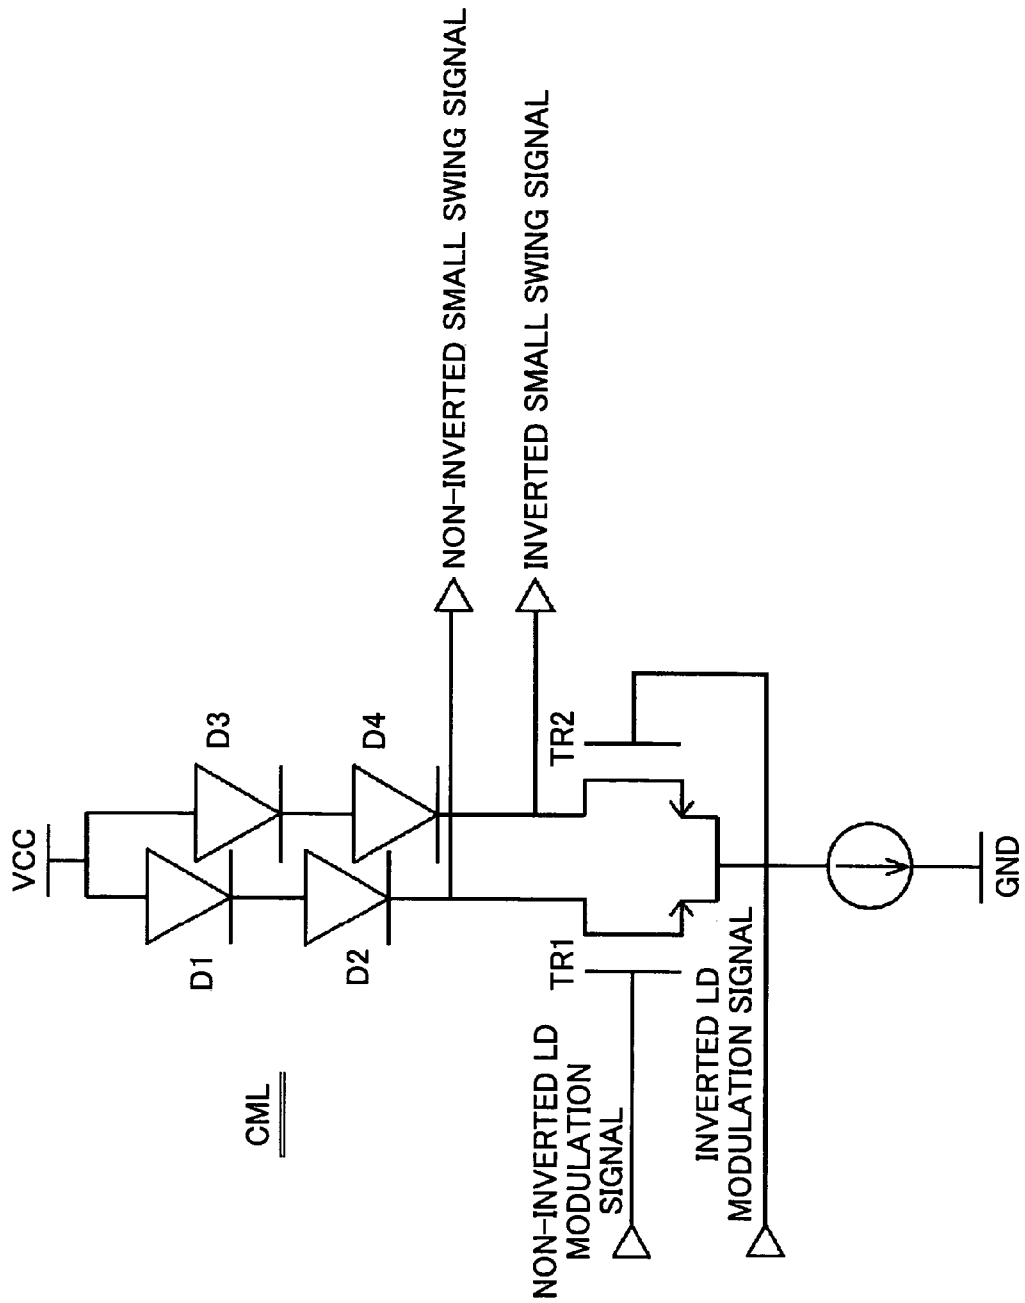 CML
VCC
D1
D3
D2
D4
NON-INVERTED SMALL SWING SIGNAL
INVERTED SMALL SWING SIGNAL
TR1
TR2
NON-INVERTED LD
MODULATION
SIGNAL
INVERTED LD
MODULATION SIGNAL
GND